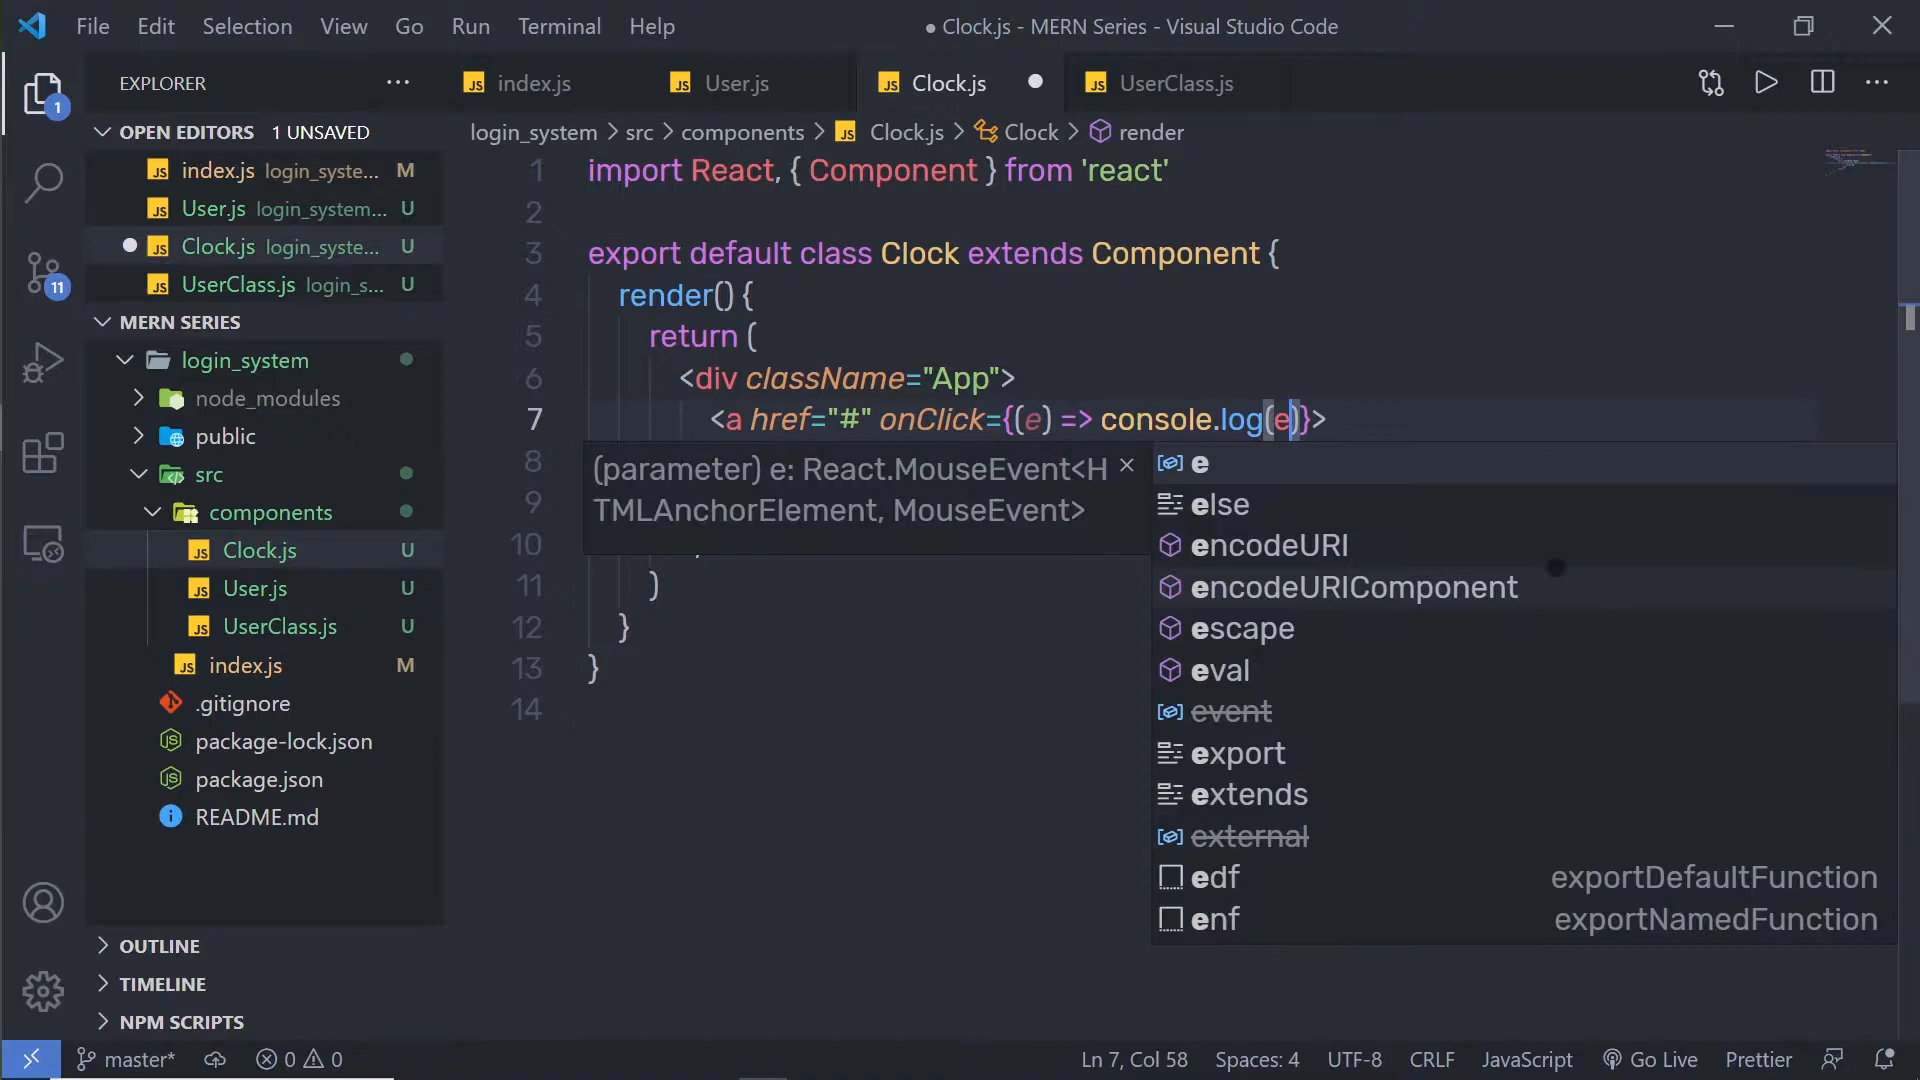 File Edit Selection View Go Run Terminal Help
● Clock.js - MERN Series - Visual Studio Code
EXPLORER
index.js
User.js
Clock.js
UserClass.js
OPEN EDITORS 1 UNSAVED
index.js login_syste... M
User.js login_system... U
Clock.js login_syste... U
UserClass.js login_s... U
MERN SERIES
login_system
node_modules
public
src
components
Clock.js U
User.js U
UserClass.js U
index.js M
.gitignore
package-lock.json
package.json
README.md
OUTLINE
TIMELINE
NPM SCRIPTS
1
11
login_system > src > components > Clock.js > Clock > render
1 import React, { Component } from 'react'
2
3 export default class Clock extends Component {
4 render() {
5 return (
6 <div className="App">
7 <a href="#" onClick={(e) => console.log(e)}>
8
9
10
11 )
12 }
13 }
14
(parameter) e: React.MouseEvent<H
TMLAnchorElement, MouseEvent>
e
else
encodeURI
encodeURIComponent
escape
eval
event
export
extends
external
edf exportDefaultFunction
enf exportNamedFunction
master* 0 0 Ln 7, Col 58 Spaces: 4 UTF-8 CRLF JavaScript Go Live Prettier